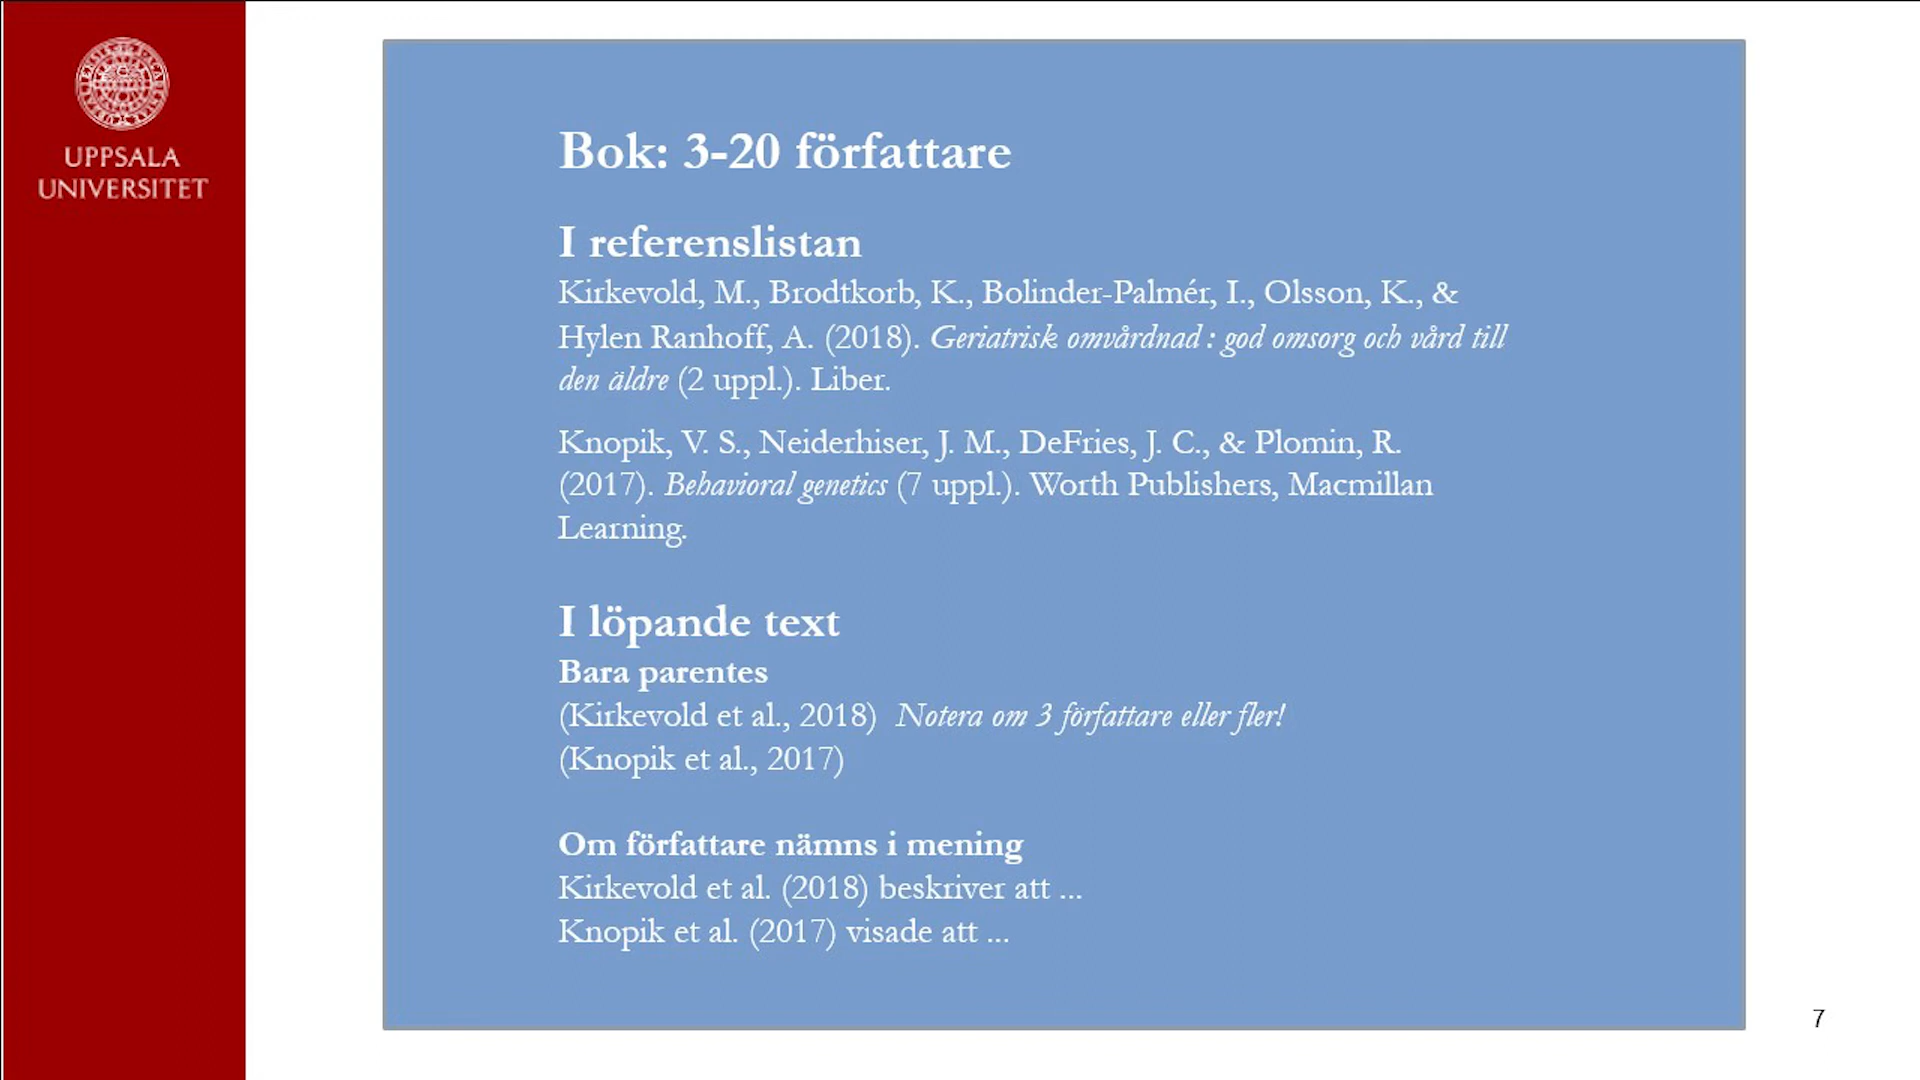 UPPSALA
UNIVERSITET
Bok: 3-20 författare
I referenslistan
Kirkevold, M., Brodtkorb, K., Bolinder-Palmér, I., Olsson, K., &
Hylen Ranhoff, A. (2018). Geriatrisk omvårdnad : god omsorg och vård till
den äldre (2 uppl.). Liber.
Knopik, V. S., Neiderhiser, J. M., DeFries, J. C., & Plomin, R.
(2017). Behavioral genetics (7 uppl.). Worth Publishers, Macmillan
Learning.
I löpande text
Bara parentes
(Kirkevold et al., 2018) Notera om 3 författare eller fler!
(Knopik et al., 2017)
Om författare nämns i mening
Kirkevold et al. (2018) beskriver att ...
Knopik et al. (2017) visade att ...
7